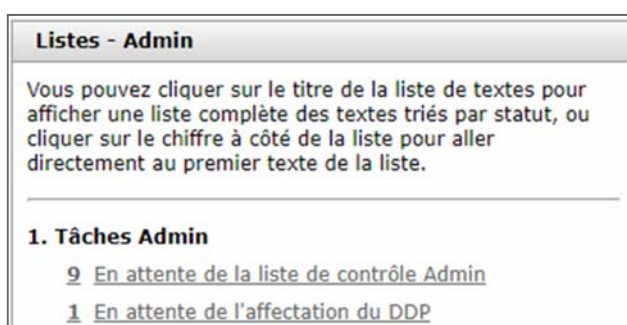 Listes - Admin
Vous pouvez cliquer sur le titre de la liste de textes pour
afficher une liste complète des textes triés par statut, ou
cliquer sur le chiffre à côté de la liste pour aller
directement au premier texte de la liste.
1. Tâches Admin
9 En attente de la liste de contrôle Admin
1 En attente de l'affectation du DDP